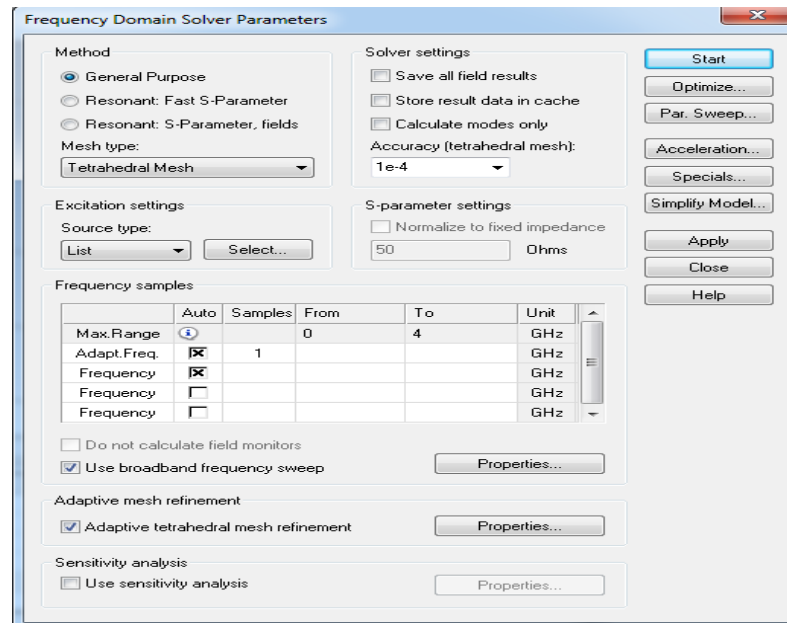 Frequency Domain Solver Parameters
Method
General Purpose
Resonant: Fast S-Parameter
Resonant: S-Parameter, fields
Mesh type:
Tetrahedral Mesh
Solver settings
Save all field results
Store result data in cache
Calculate modes only
Accuracy (tetrahedral mesh):
1e-4
Start
Optimize...
Par. Sweep...
Acceleration...
Specials...
Simplify Model...
Apply
Close
Help
Excitation settings
Source type:
List Select...
S-parameter settings
Normalize to fixed impedance
50 Ohms
Frequency samples
Auto Samples From To Unit
Max.Range 0 4 GHz
Adapt.Freq. 1 GHz
Frequency GHz
Frequency GHz
Frequency GHz
Do not calculate field monitors
Use broadband frequency sweep Properties...
Adaptive mesh refinement
Adaptive tetrahedral mesh refinement Properties...
Sensitivity analysis
Use sensitivity analysis Properties...